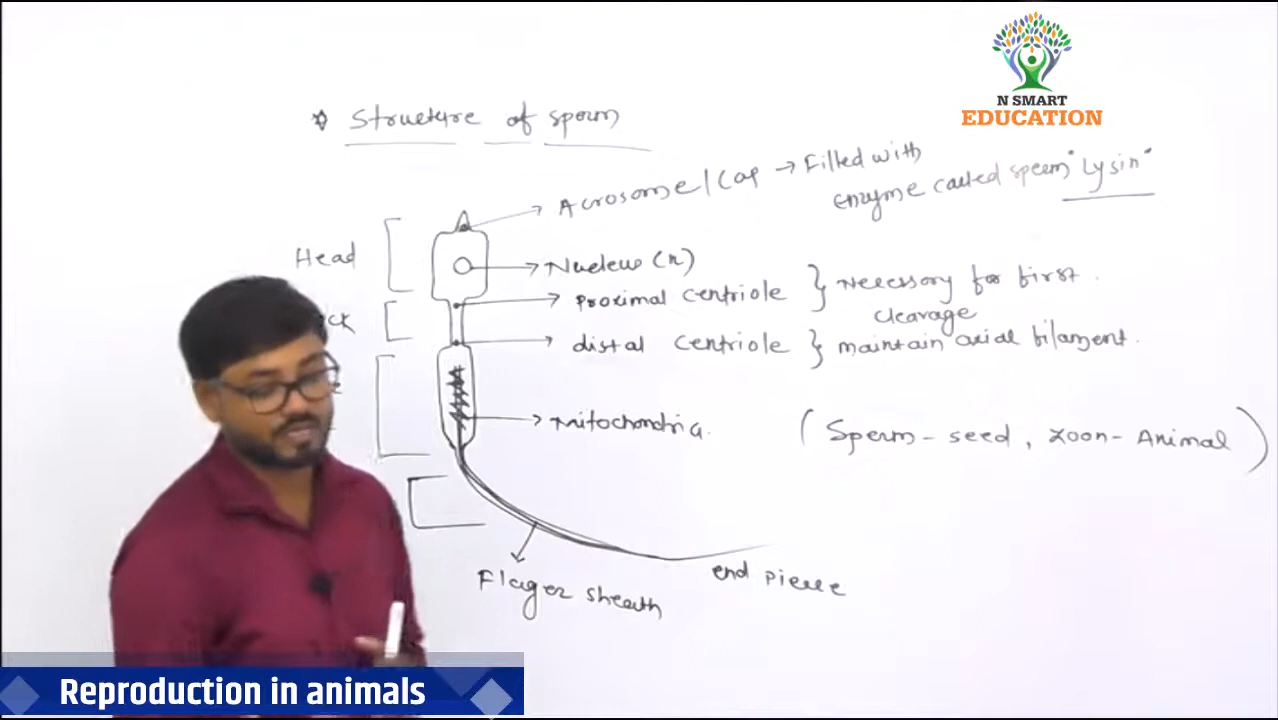 N SMART
EDUCATION
* Structure of sperm
Acrosome/Cap → Filled with
enzyme called sperm "Lysin"
Head
Nucleus (n)
proximal centriole } Necessary for first
cleavage
ck
distal centriole } maintain axial filament.
Mitochondria.
(Sperm - seed, zoon - Animal)
sheath
end piece
Reproduction in animals